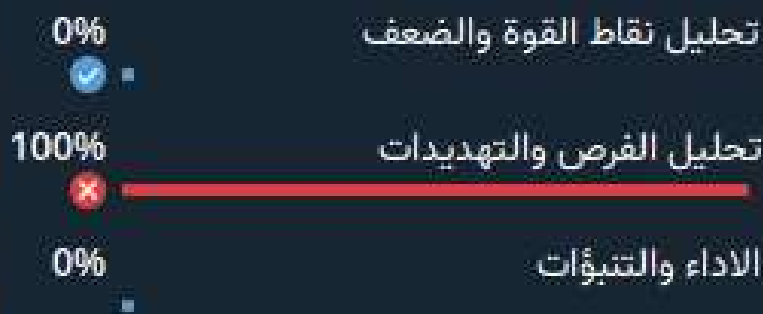 تحليل نقاط القوة والضعف 0%
تحليل الفرص والتهديدات 100%
الاداء والتنبؤات 0%